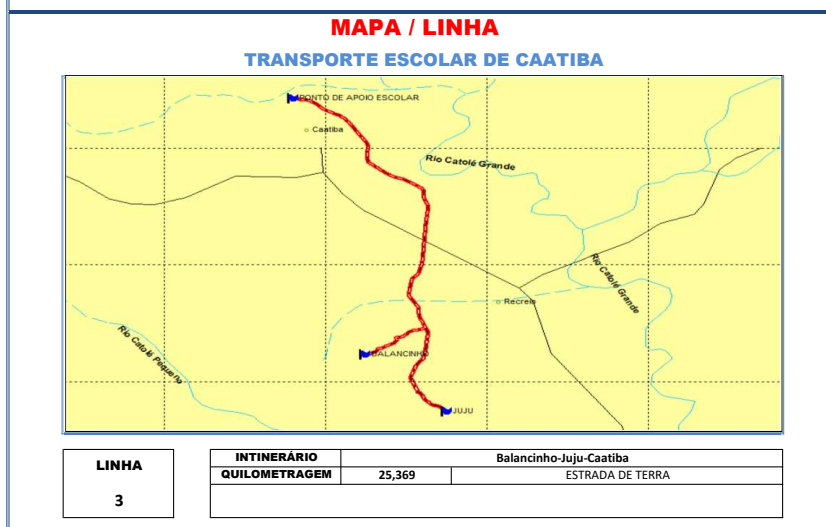 MAPA / LINHA
TRANSPORTE ESCOLAR DE CAATIBA
PONTO DE APOIO ESCOLAR
Caatiba
Rio Catolé Grande
Rio Catolé Grande
Recreio
Rio Catolé Pequeño
BALANCINHO
JUJU
LINHA
3
INTINERÁRIO Balancinho-Juju-Caatiba
QUILOMETRAGEM 25,369 ESTRADA DE TERRA